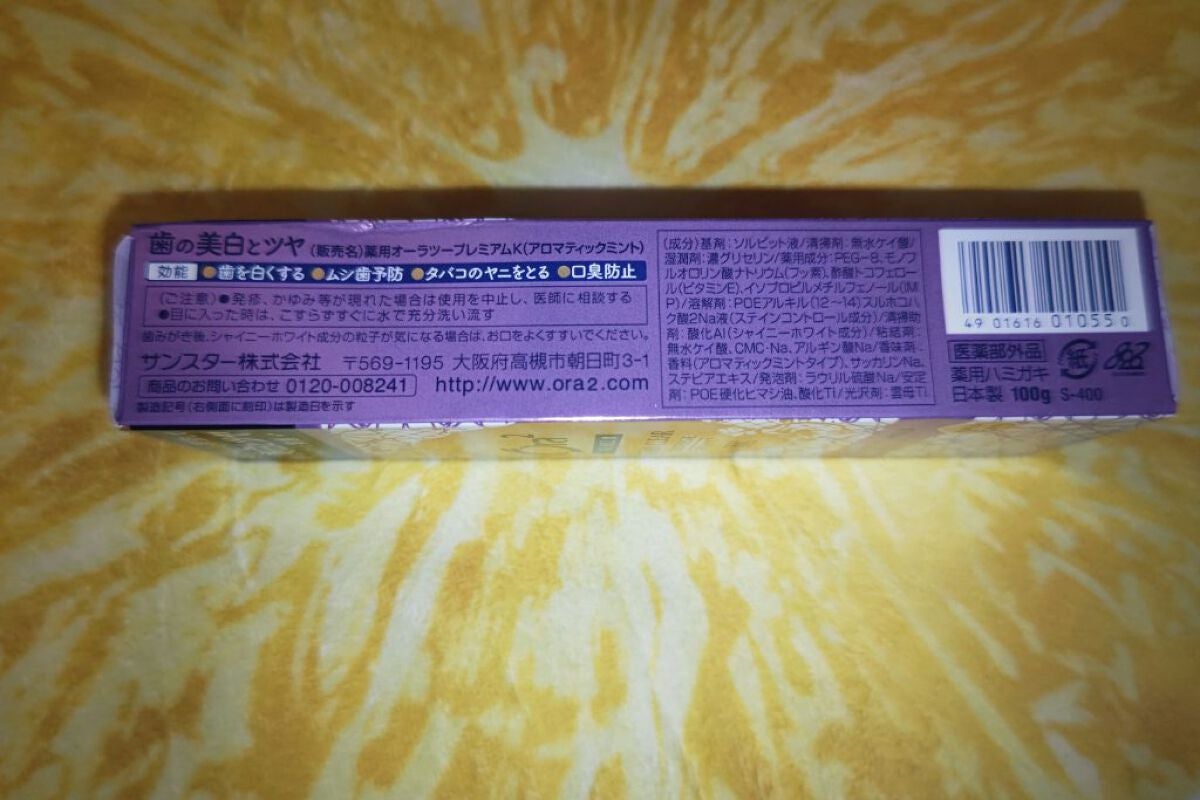 歯の美白とツヤ (販売名)薬用オーラツープレミアムK(アロマティックミント)
効能 ●歯を白くする ●ムシ歯予防 ●タバコのヤニをとる ●口臭防止
(ご注意)●発疹、かゆみ等が現れた場合は使用を中止し、医師に相談する
●目に入った時は、こすらずすぐに水で充分洗い流す
歯みがき後、シャイニーホワイト成分の粒子が気になる場合は、お口をよくすすいでください。
サンスター株式会社 〒569-1195 大阪府高槻市朝日町3-1
商品のお問い合わせ 0120-008241 http://www.ora2.com
製造記号(右側面に刻印)は製造日を示す
(成分)基剤:ソルビット液/清掃剤:無水ケイ酸/
湿潤剤:濃グリセリン/薬用成分:PEG-8、モノフ
ルオロリン酸ナトリウム(フッ素)、酢酸トコフェロー
ル(ビタミンE)、イソプロピルメチルフェノール(IM
P)/溶解剤:POEアルキル(12〜14)スルホコハ
ク酸2Na液(ステインコントロール成分)/清掃助
剤:酸化Al(シャイニーホワイト成分)/粘結剤:
無水ケイ酸、CMC・Na、アルギン酸Na/香味剤:
香料(アロマティックミントタイプ)、サッカリンNa、
ステビアエキス/発泡剤:ラウリル硫酸Na/安定
剤:POE硬化ヒマシ油、酸化Ti/光沢剤:雲母Ti
4 901616 010550
医薬部外品
薬用ハミガキ
日本製 100g S-400
紙